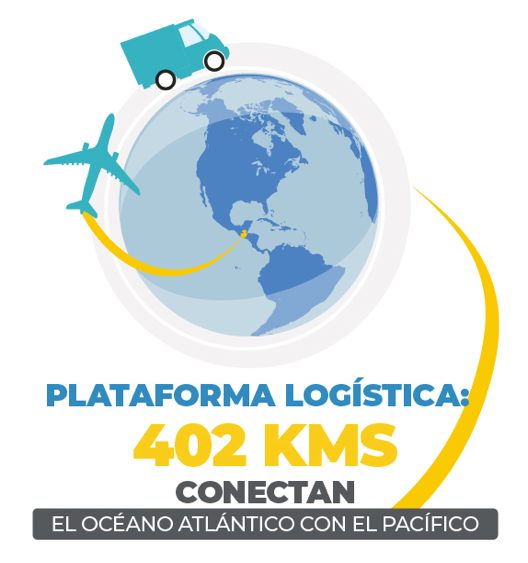 PLATAFORMA LOGÍSTICA:
402 KMS
CONECTAN
EL OCÉANO ATLÁNTICO CON EL PACÍFICO